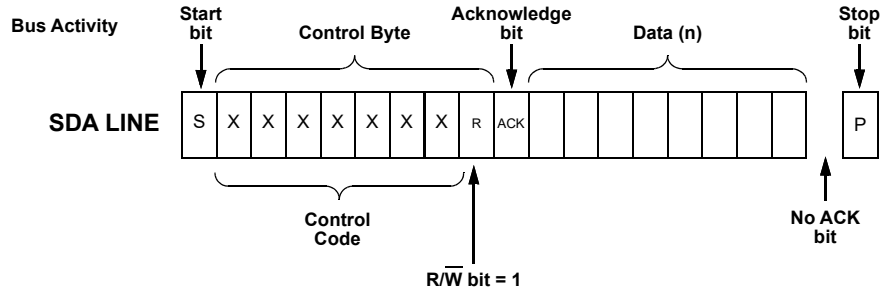 Bus Activity
Start
bit
Control Byte
Acknowledge
bit
Data (n)
Stop
bit
SDA LINE
S X X X X X X X R ACK P
Control
Code
No ACK
bit
R/W̅ bit = 1